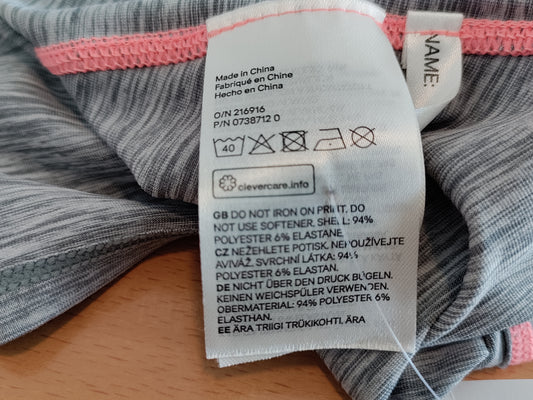 Made in China
Fabriqué en Chine
Hecho en China
O/N 216916
P/N 0738712 0
40
clevercare.info
GB DO NOT IRON ON PRINT. DO
NOT USE SOFTENER, SHELL: 94%
POLYESTER 6% ELASTANE.
CZ NEŽEHLETE POTISK. NEPOUŽÍVEJTE
AVIVÁŽ. SVRCHNÍ LÁTKA: 94%
POLYESTER 6% ELASTAN.
DE NICHT ÜBER DEN DRUCK BÜGELN.
KEINEN WEICHSPÜLER VERWENDEN.
OBERMATERIAL: 94% POLYESTER 6%
ELASTHAN.
EE ÄRA TRIIGI TRÜKIKOHTI. ÄRA
NAME: